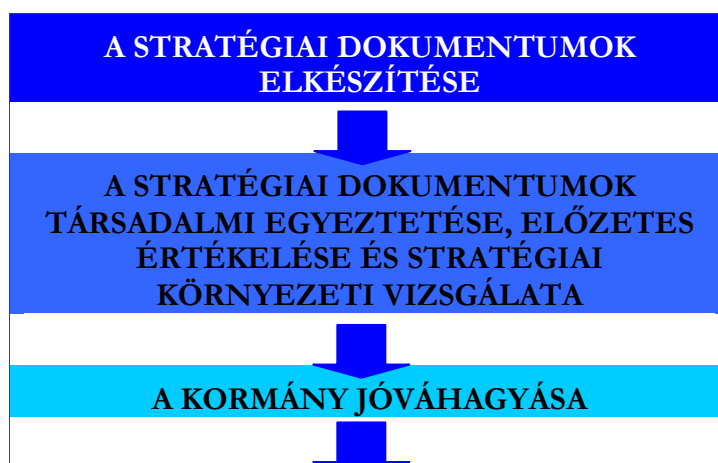 A STRATÉGIAI DOKUMENTUMOK
ELKÉSZÍTÉSE
A STRATÉGIAI DOKUMENTUMOK
TÁRSADALMI EGYEZTETÉSE, ELŐZETES
ÉRTÉKELÉSE ÉS STRATÉGIAI
KÖRNYEZETI VIZSGÁLATA
A KORMÁNY JÓVÁHAGYÁSA